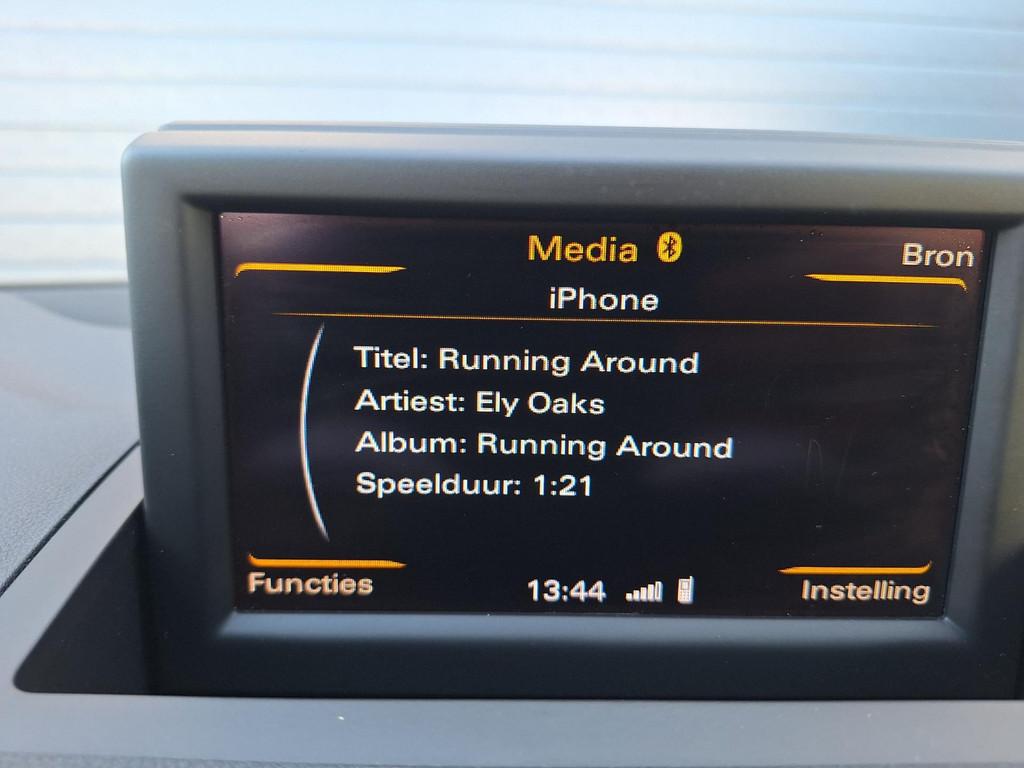 Media
Bron
iPhone
Titel: Running Around
Artiest: Ely Oaks
Album: Running Around
Speelduur: 1:21
Functies
13:44
Instelling